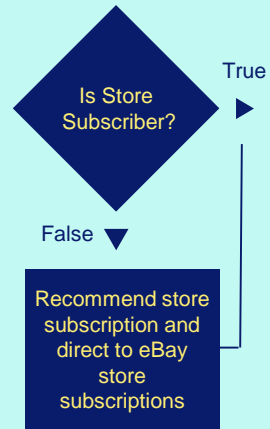 True
Is Store
Subscriber?
False
Recommend store
subscription and
direct to eBay
store
subscriptions